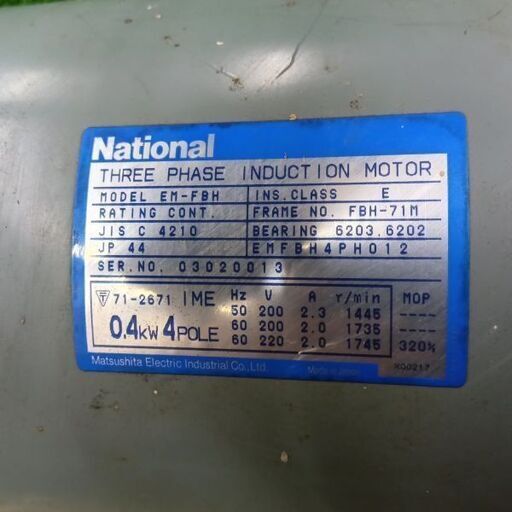 National
THREE PHASE INDUCTION MOTOR
MODEL EM-FBH INS.CLASS E
RATING CONT. FRAME NO. FBH-71M
JIS C 4210 BEARING 6203.6202
JP 44 EMFBH4PH012
SER.NO. 03020013
71-2671 IME Hz V A r/min MOP
50 200 2.3 1445 ----
0.4kW 4POLE 60 200 2.0 1735 ----
60 220 2.0 1745 320%
Matsushita Electric Industrial Co., Ltd. Made in Japan